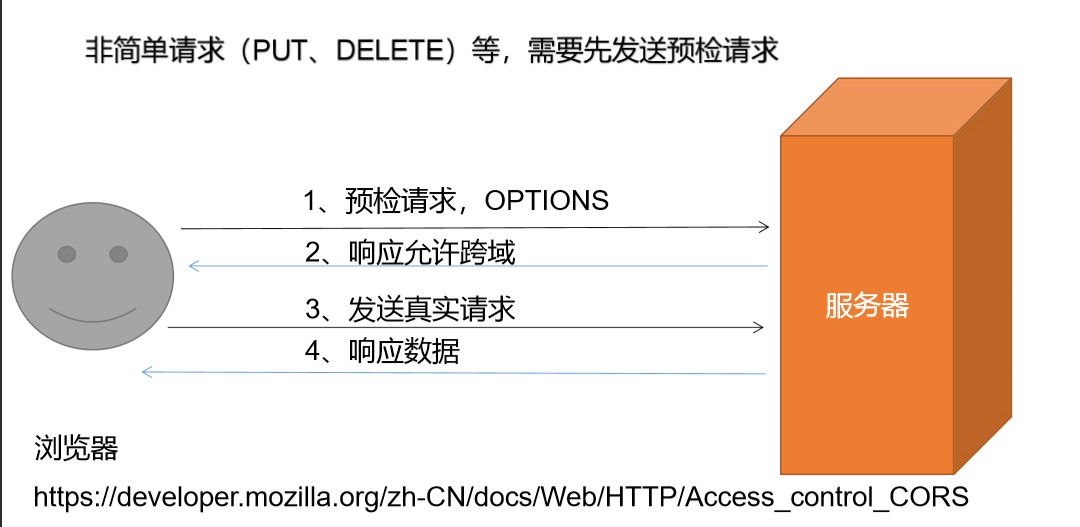 非简单请求（PUT、DELETE）等，需要先发送预检请求
1、预检请求，OPTIONS
2、响应允许跨域
3、发送真实请求
4、响应数据
服务器
浏览器
https://developer.mozilla.org/zh-CN/docs/Web/HTTP/Access_control_CORS